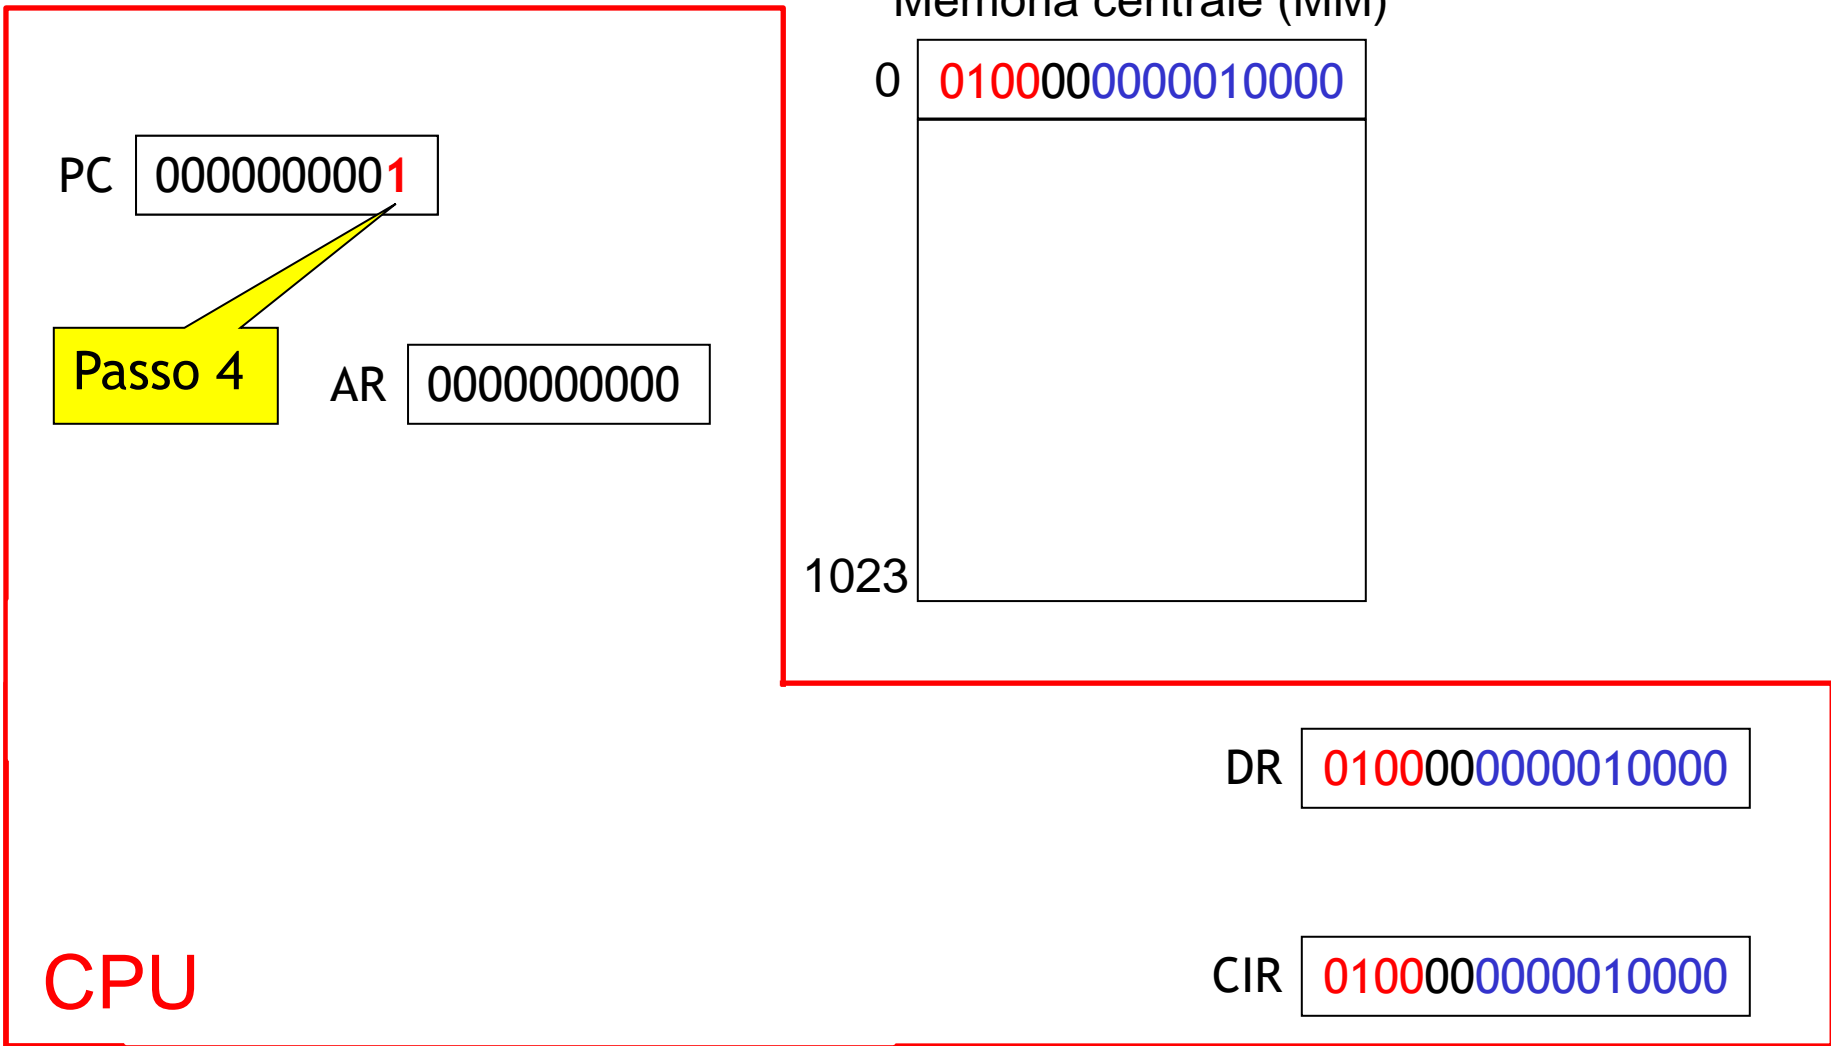 Memoria centrale (MM)
0 0100000000010000
PC 0000000001
Passo 4
AR 0000000000
1023
DR 0100000000010000
CIR 0100000000010000
CPU